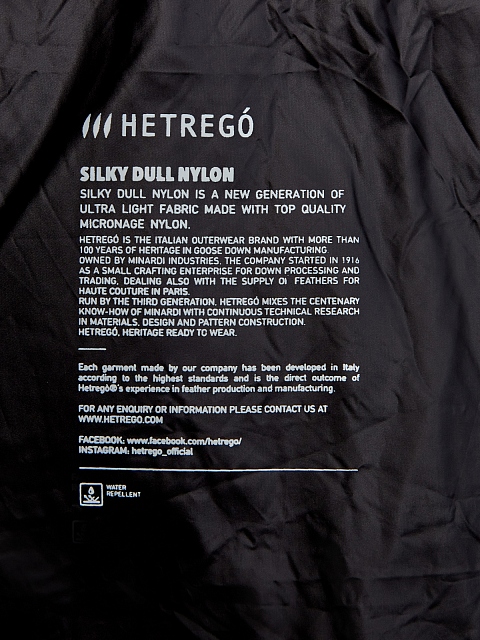 HETREGÓ
SILKY DULL NYLON
SILKY DULL NYLON IS A NEW GENERATION OF
ULTRA LIGHT FABRIC MADE WITH TOP QUALITY
MICRONAGE NYLON.
HETREGÓ IS THE ITALIAN OUTERWEAR BRAND WITH MORE THAN
100 YEARS OF HERITAGE IN GOOSE DOWN MANUFACTURING.
OWNED BY MINARDI INDUSTRIES, THE COMPANY STARTED IN 1916
AS A SMALL CRAFTING ENTERPRISE FOR DOWN PROCESSING AND
TRADING, DEALING ALSO WITH THE SUPPLY OF FEATHERS FOR
HAUTE COUTURE IN PARIS.
RUN BY THE THIRD GENERATION, HETREGÓ MIXES THE CENTENARY
KNOW-HOW OF MINARDI WITH CONTINUOUS TECHNICAL RESEARCH
IN MATERIALS, DESIGN AND PATTERN CONSTRUCTION.
HETREGÓ, HERITAGE READY TO WEAR.
Each garment made by our company has been developed in Italy
according to the highest standards and is the direct outcome of
Hetregò®'s experience in feather production and manufacturing.
FOR ANY ENQUIRY OR INFORMATION PLEASE CONTACT US AT
WWW.HETREGO.COM
FACEBOOK: www.facebook.com/hetrego/
INSTAGRAM: hetrego_official
WATER
REPELLENT